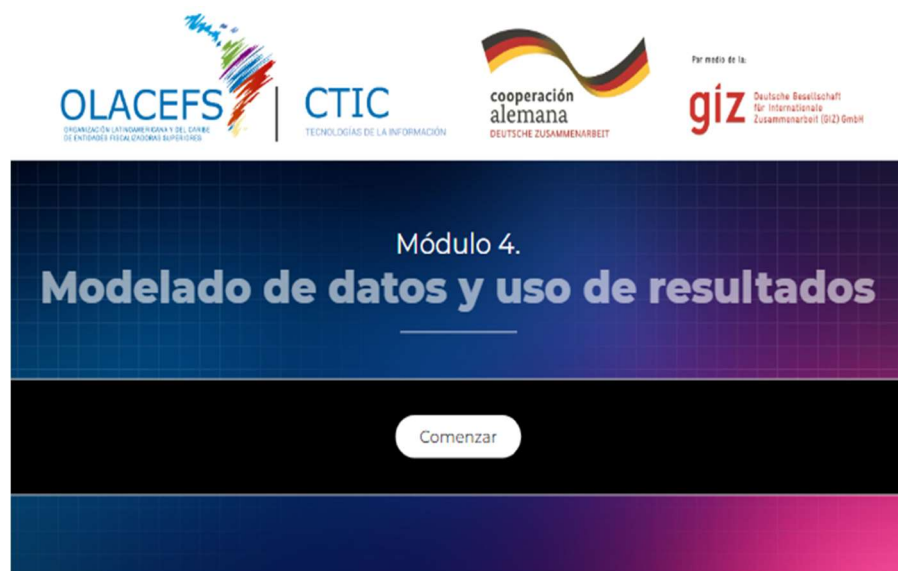 OLACEFS
ORGANIZACIÓN LATINOAMERICANA Y DEL CARIBE
DE ENTIDADES FISCALIZADORAS SUPERIORES
CTIC
TECNOLOGÍAS DE LA INFORMACIÓN
cooperación
alemana
DEUTSCHE ZUSAMMENARBEIT
Por medio de la:
giz
Deutsche Gesellschaft
für Internationale
Zusammenarbeit (GIZ) GmbH
Módulo 4.
Modelado de datos y uso de resultados
Comenzar